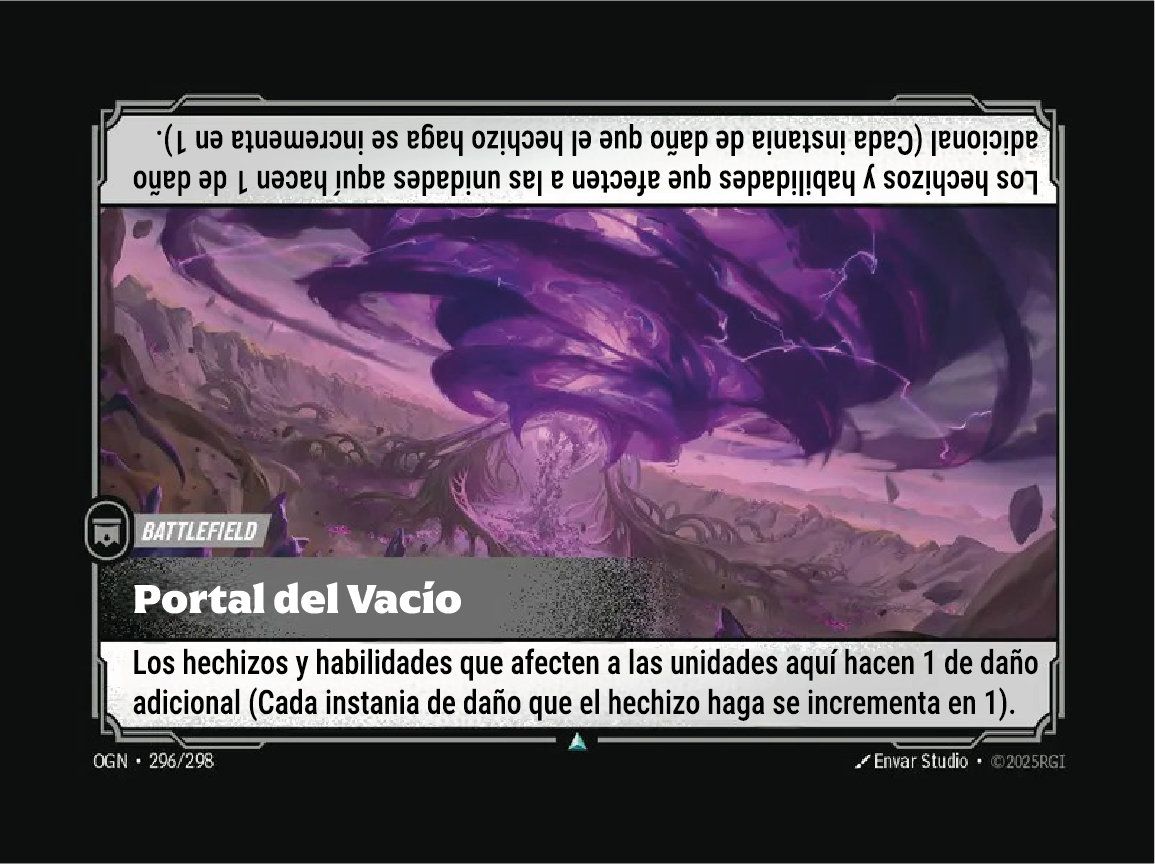 Los hechizos y habilidades que afecten a las unidades aquí hacen 1 de daño
adicional (Cada instania de daño que el hechizo haga se incrementa en 1).
BATTLEFIELD
Portal del Vacío
Los hechizos y habilidades que afecten a las unidades aquí hacen 1 de daño
adicional (Cada instania de daño que el hechizo haga se incrementa en 1).
OGN • 296/298
Envar Studio • ©2025RGI